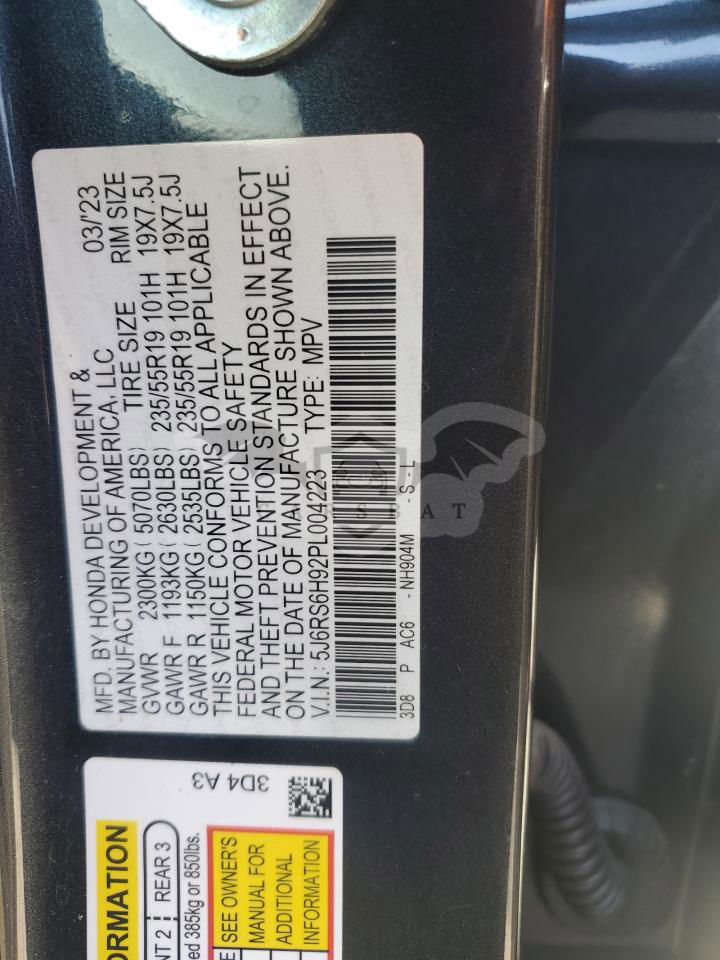 MFD. BY HONDA DEVELOPMENT & 03/'23
MANUFACTURING OF AMERICA, LLC TIRE SIZE RIM SIZE
GVWR 2300KG ( 5070LBS)
GAWR F 1193KG ( 2630LBS) 235/55R19 101H 19X7.5J
GAWR R 1150KG ( 2535LBS) 235/55R19 101H 19X7.5J
THIS VEHICLE CONFORMS TO ALL APPLICABLE
FEDERAL MOTOR VEHICLE SAFETY
AND THEFT PREVENTION STANDARDS IN EFFECT
ON THE DATE OF MANUFACTURE SHOWN ABOVE.
V.I.N.: 5J6RS6H92PL004223 TYPE: MPV
3D8 P AC6 - NH904M - S - L
3D4 A3
ORMATION
NT 2 REAR 3
ed 385kg or 850lbs.
SEE OWNER'S
MANUAL FOR
ADDITIONAL
INFORMATION
CARSBAT